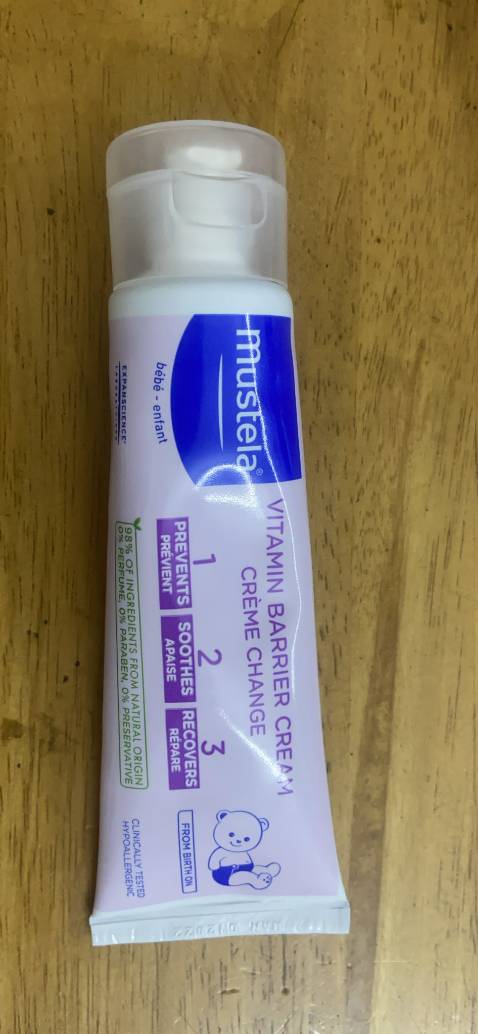 mustela®
bébé - enfant
EXPANSCIENCE®
LABORATOIRES
VITAMIN BARRIER CREAM
CRÈME CHANGE
1
PREVENTS
PRÉVIENT
2
SOOTHES
APAISE
3
RECOVERS
RÉPARE
98% OF INGREDIENTS FROM NATURAL ORIGIN
0% PERFUME, 0% PARABEN, 0% PRESERVATIVE
FROM BIRTH ON
CLINICALLY TESTED
HYPOALLERGENIC